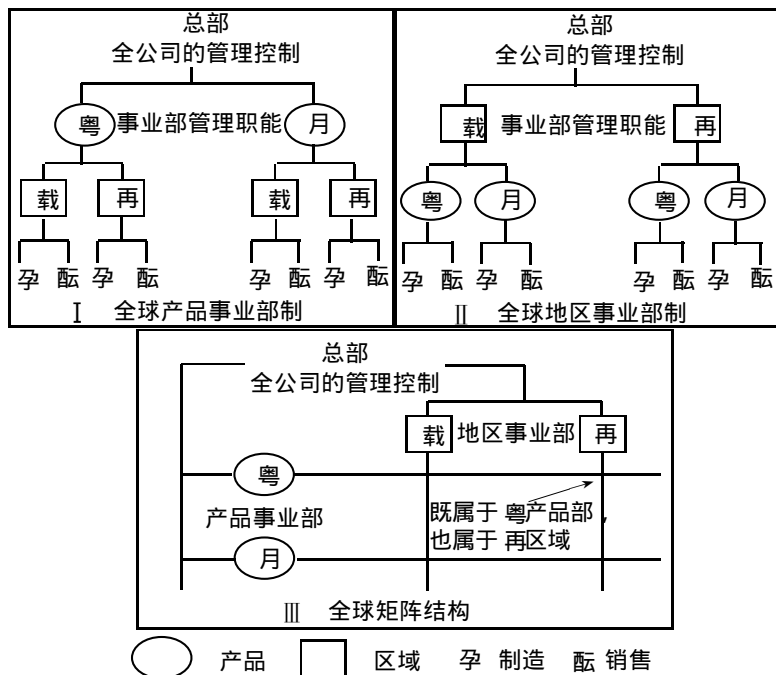 总部
全公司的管理控制
粤 事业部管理职能 月
载 再 载 再
孕 酝 孕 酝 孕 酝 孕 酝
Ⅰ 全球产品事业部制
总部
全公司的管理控制
载 事业部管理职能 再
粤 月 粤 月
孕 酝 孕 酝 孕 酝 孕 酝
Ⅱ 全球地区事业部制
总部
全公司的管理控制
载 地区事业部 再
粤
产品事业部
既属于 粤产品部,
也属于 再区域
月
Ⅲ 全球矩阵结构
产品 区域 孕 制造 酝 销售